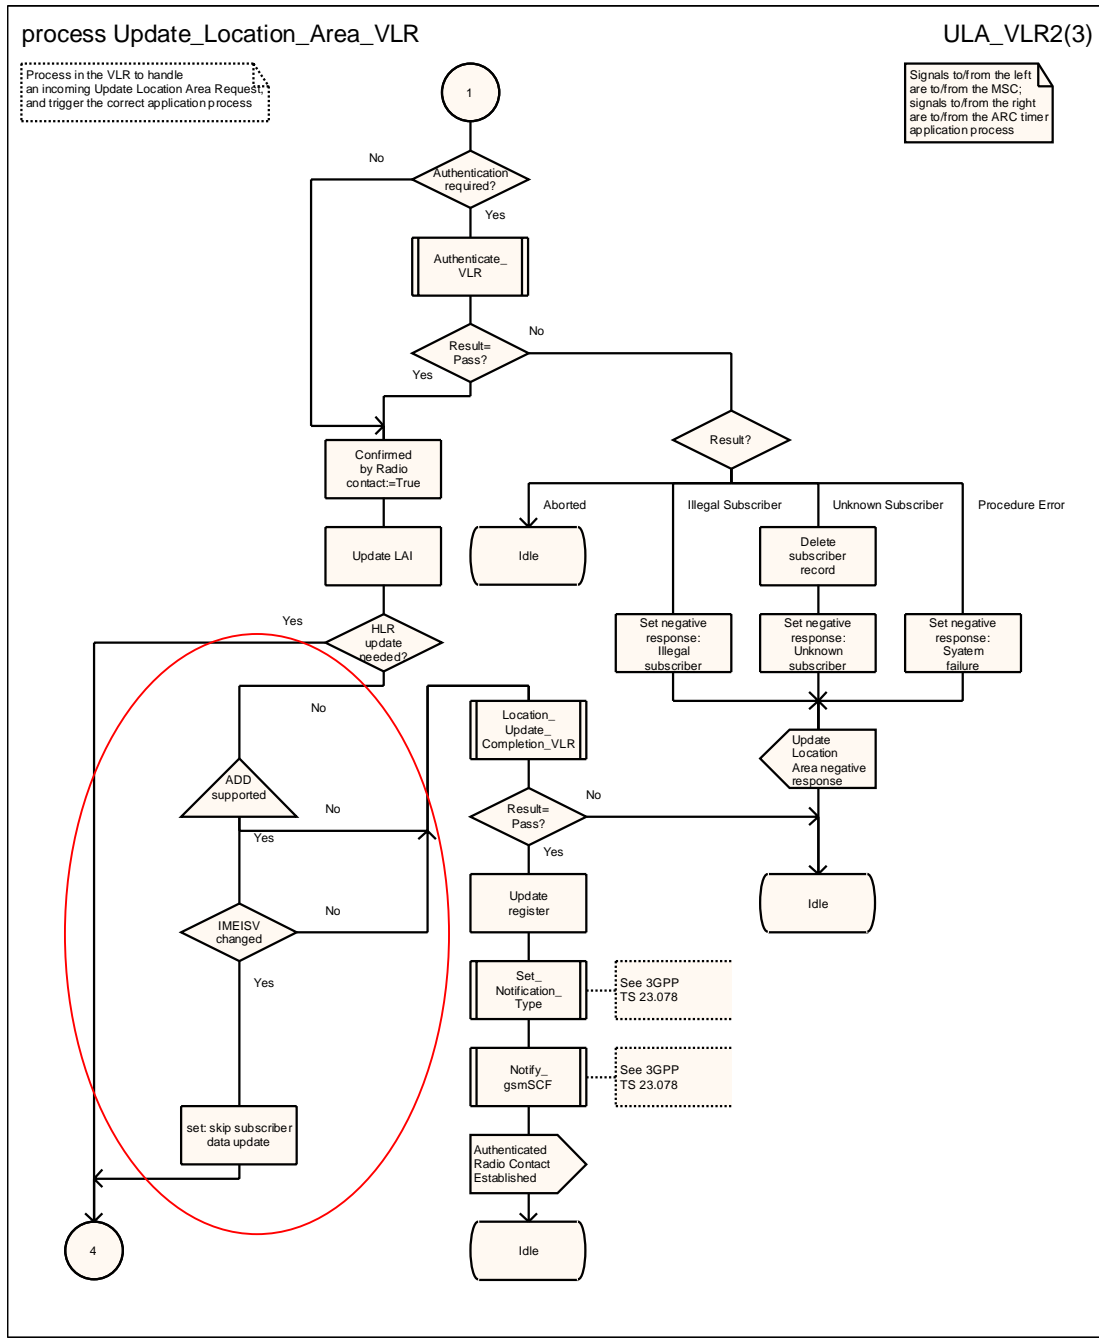 process Update_Location_Area_VLR
ULA_VLR2(3)
Process in the VLR to handle
an incoming Update Location Area Request,
and trigger the correct application process
Signals to/from the left
are to/from the MSC;
signals to/from the right
are to/from the ARC timer
application process
1
No
Authentication
required?
Yes
Authenticate_
VLR
No
Result=
Pass?
Yes
Result?
Confirmed
by Radio
contact:=True
Aborted
Illegal Subscriber
Unknown Subscriber
Procedure Error
Update LAI
Idle
Delete
subscriber
record
Yes
HLR
update
needed?
Set negative
response:
Illegal
subscriber
Set negative
response:
Unknown
subscriber
Set negative
response:
System
failure
No
Location_
Update_
Completion_VLR
Update
Location
Area negative
response
ADD
supported
No
Yes
Result=
Pass?
No
Yes
Update
register
Idle
IMEISV
changed
No
Yes
Set_
Notification_
Type
See 3GPP
TS 23.078
Notify_
gsmSCF
See 3GPP
TS 23.078
set: skip subscriber
data update
Authenticated
Radio Contact
Established
4
Idle